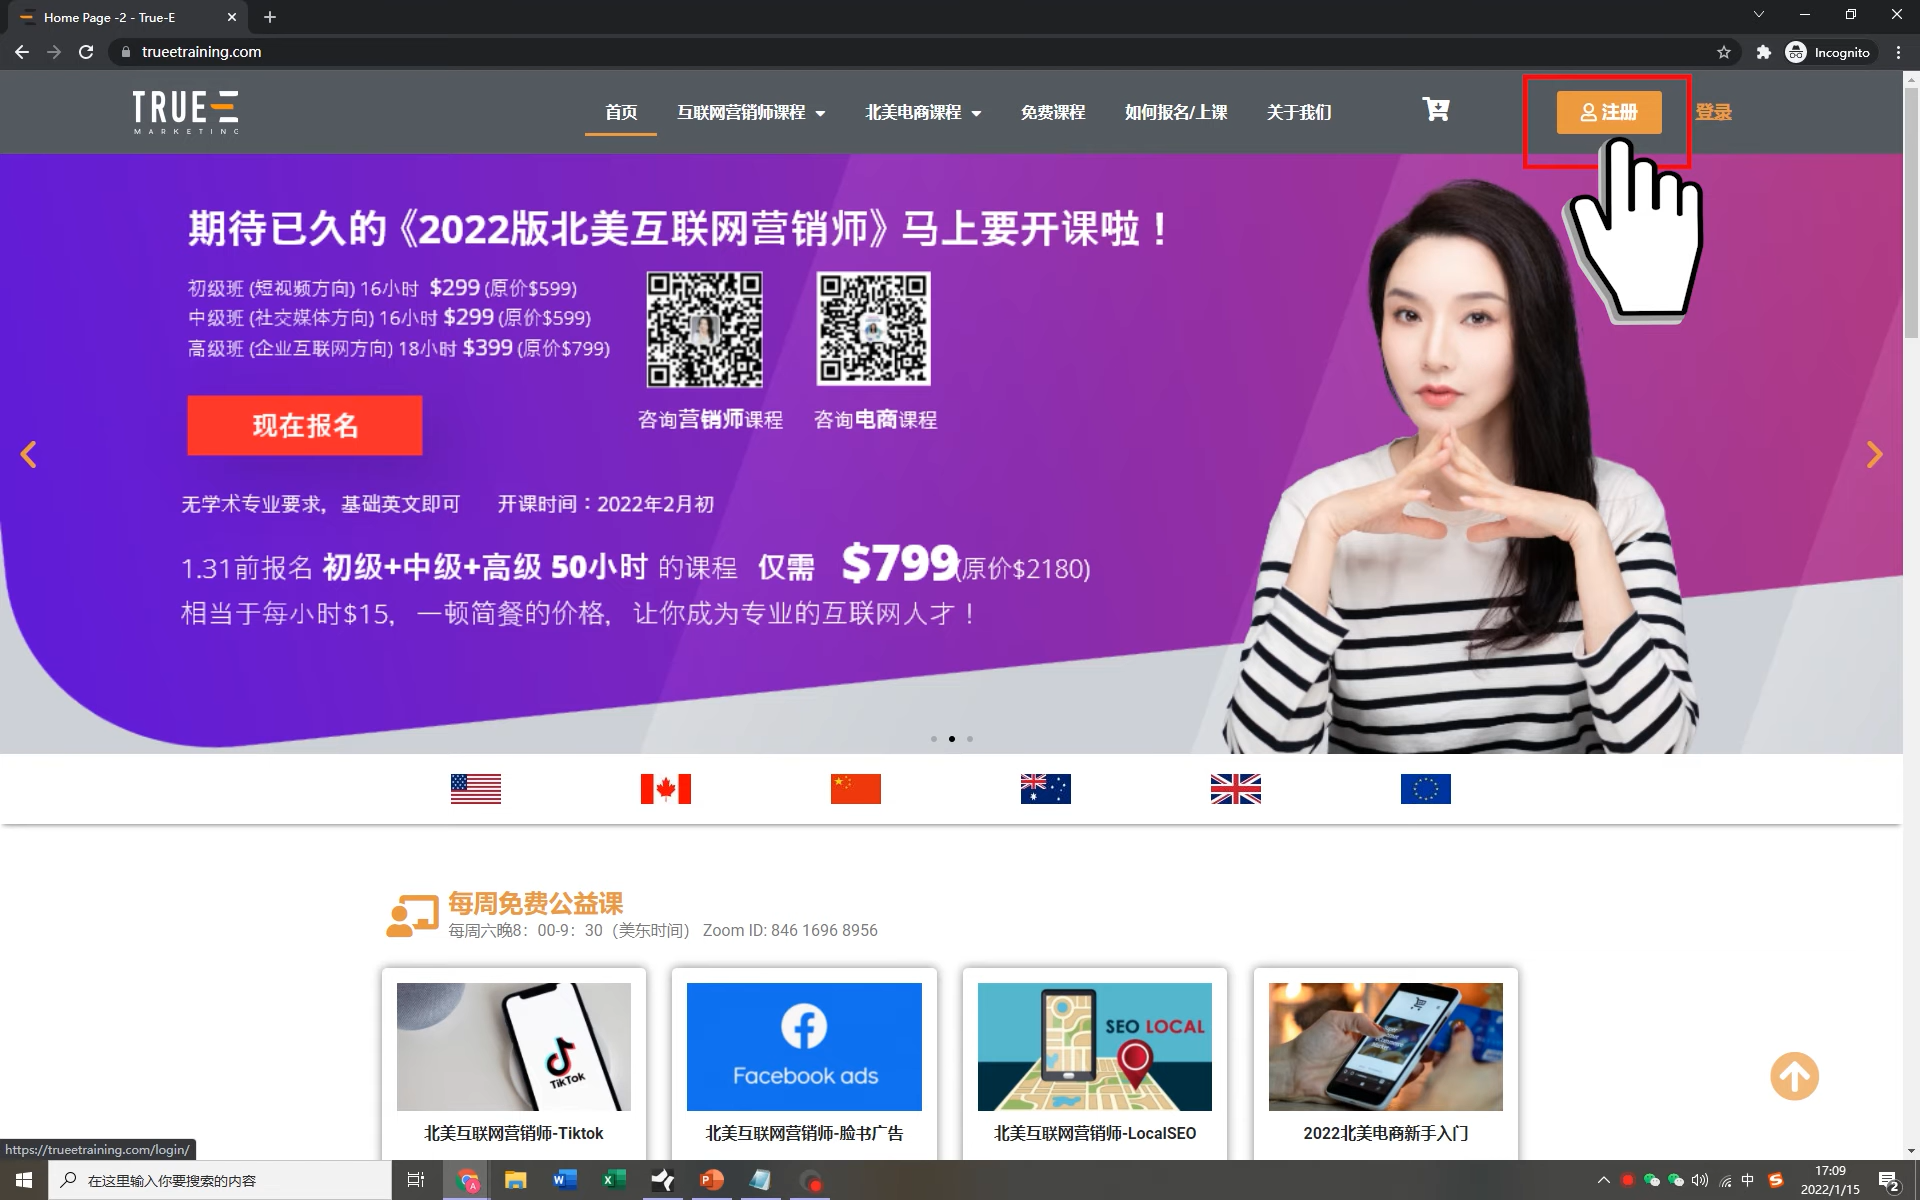 Home Page -2 - True-E
trueetraining.com
Incognito
TRUE-E
MARKETING
首页
互联网营销师课程
北美电商课程
免费课程
如何报名/上课
关于我们
注册
登录
期待已久的《2022版北美互联网营销师》马上要开课啦！
初级班 (短视频方向) 16小时 $299 (原价$599)
中级班 (社交媒体方向) 16小时 $299 (原价$599)
高级班 (企业互联网方向) 18小时 $399 (原价$799)
咨询营销师课程
咨询电商课程
现在报名
无学术专业要求，基础英文即可 开课时间：2022年2月初
1.31前报名 初级+中级+高级 50小时 的课程 仅需 $799(原价$2180)
相当于每小时$15，一顿简餐的价格，让你成为专业的互联网人才！
每周免费公益课
每周六晚8：00-9：30（美东时间） Zoom ID: 846 1696 8956
TikTok
Facebook ads
SEO LOCAL
北美互联网营销师-Tiktok
北美互联网营销师-脸书广告
北美互联网营销师-LocalSEO
2022北美电商新手入门
https://trueetraining.com/login/
在这里输入你要搜索的内容
中
17:09
2022/1/15
2